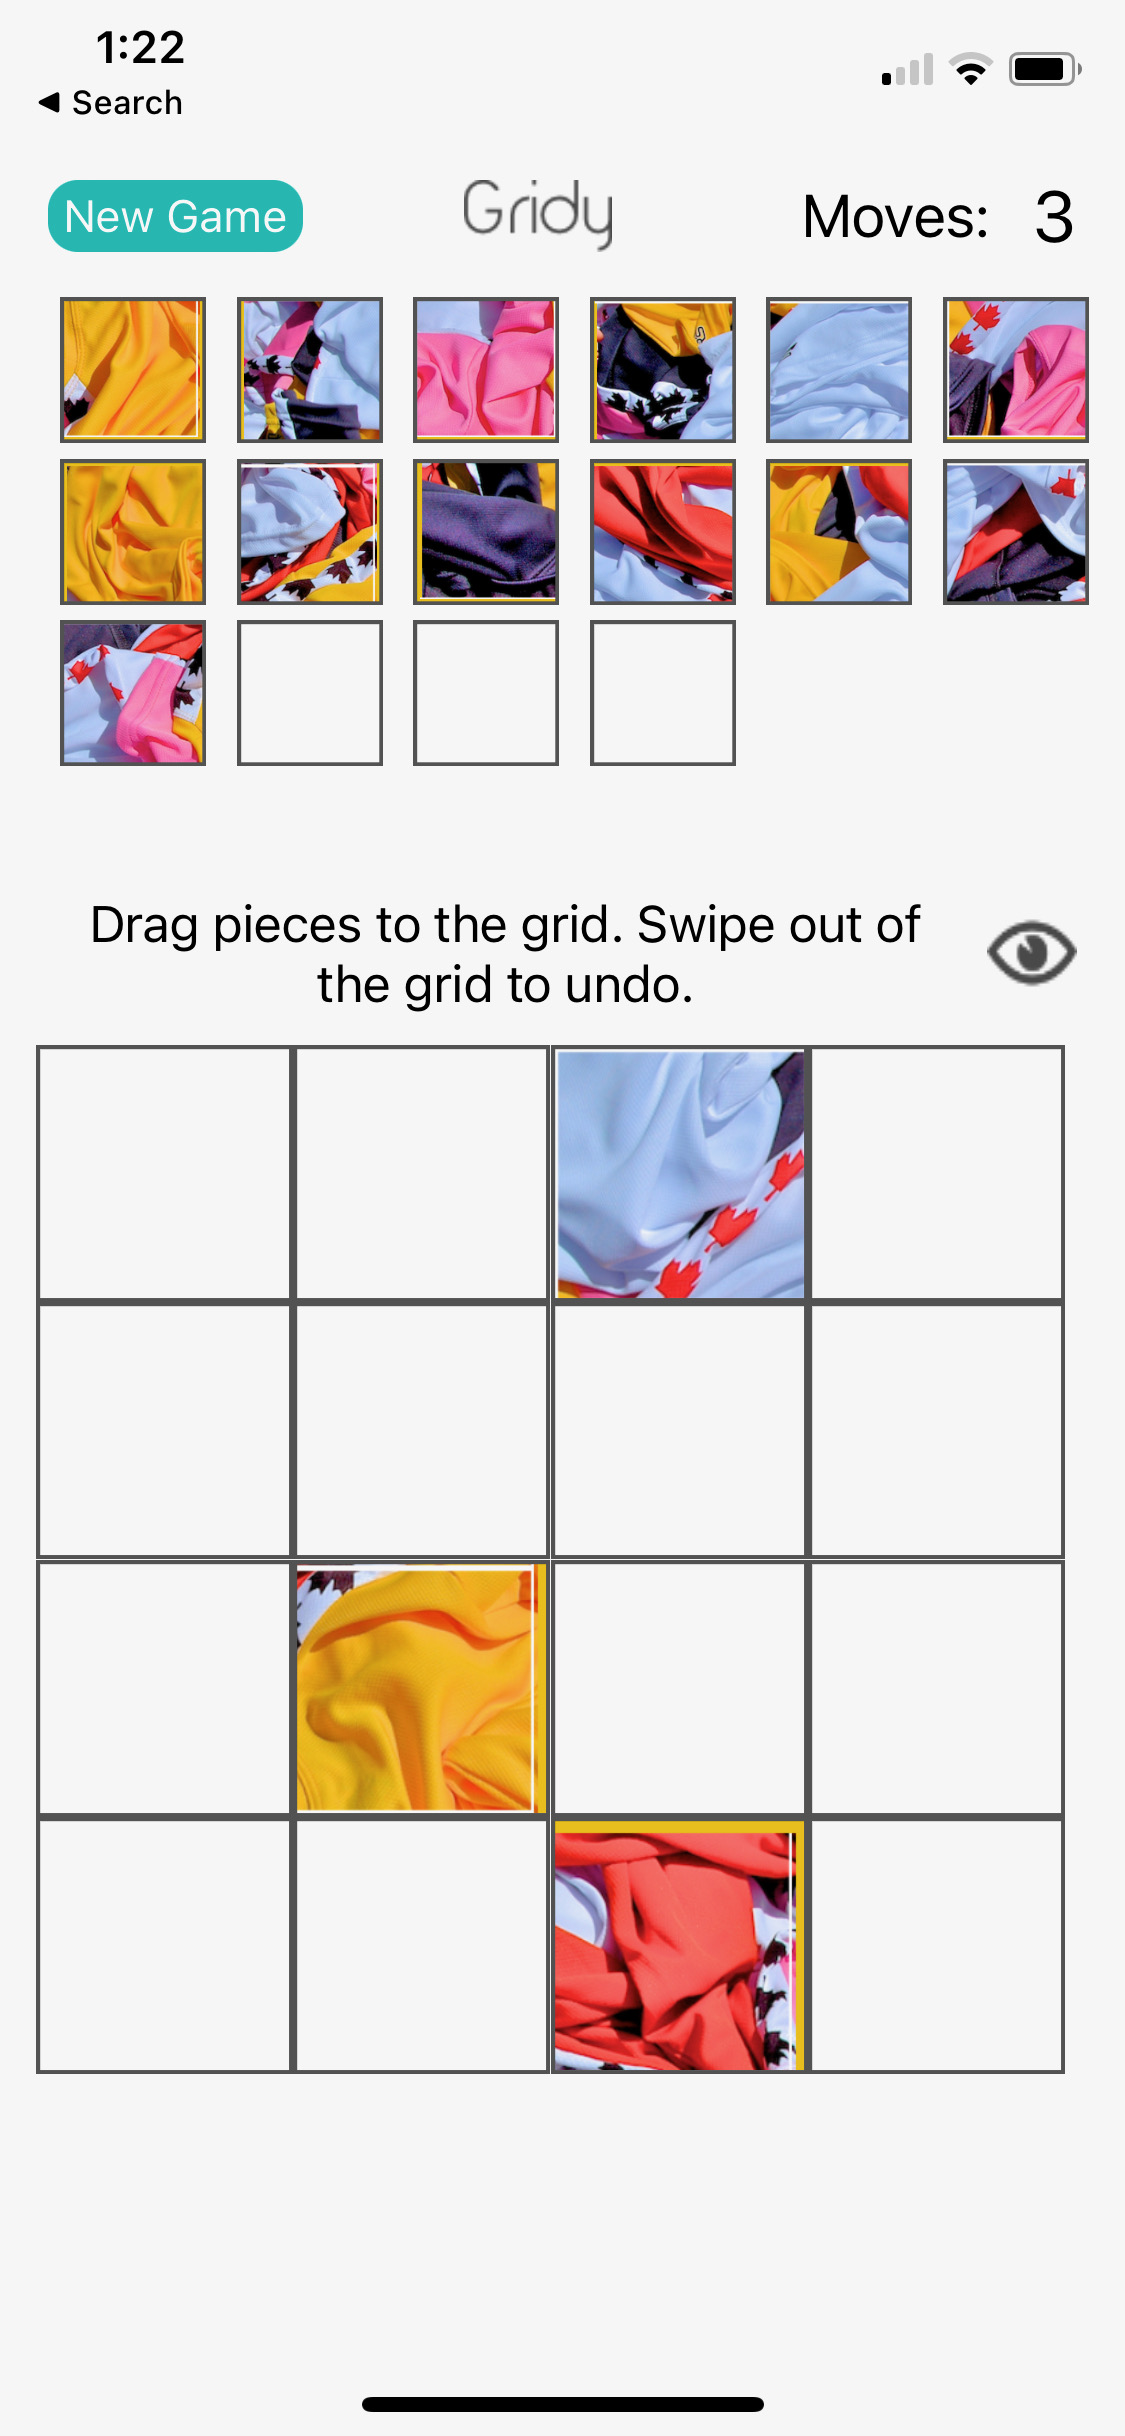 1:22
◀ Search
New Game
Gridy
Moves: 3
Drag pieces to the grid. Swipe out of
the grid to undo.